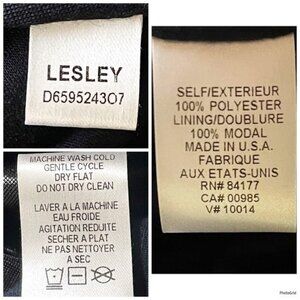 LESLEY
D6595243O7
MACHINE WASH COLD
GENTLE CYCLE
DRY FLAT
DO NOT DRY CLEAN
LAVER A LA MACHINE
EAU FROIDE
AGITATION REDUITE
SECHER A PLAT
NE PAS NETTOYER
A SEC
SELF/EXTERIEUR
100% POLYESTER
LINING/DOUBLURE
100% MODAL
MADE IN U.S.A.
FABRIQUE
AUX ETATS-UNIS
RN# 84177
CA# 00985
V# 10014
PhotoGrid